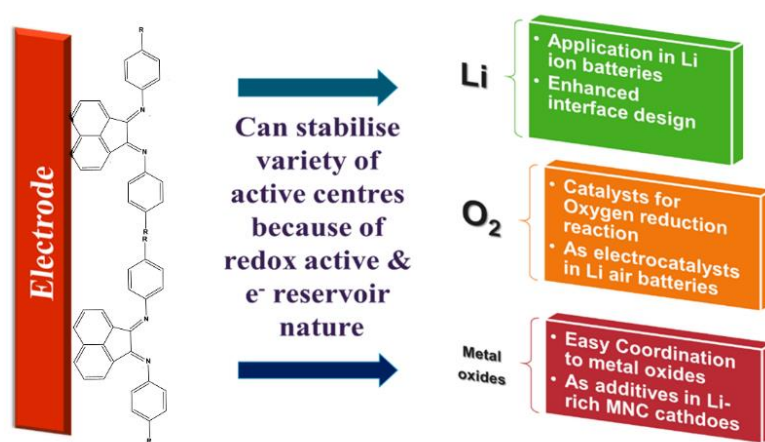 Electrode
R
N
N
R
R
N
N
R
Can stabilise
variety of
active centres
because of
redox active &
e- reservoir
nature
Li
• Application in Li
ion batteries
• Enhanced
interface design
O2
• Catalysts for
Oxygen reduction
reaction
• As electrocatalysts
in Li air batteries
Metal
oxides
• Easy Coordination
to metal oxides
• As additives in Li-
rich MNC cathdoes